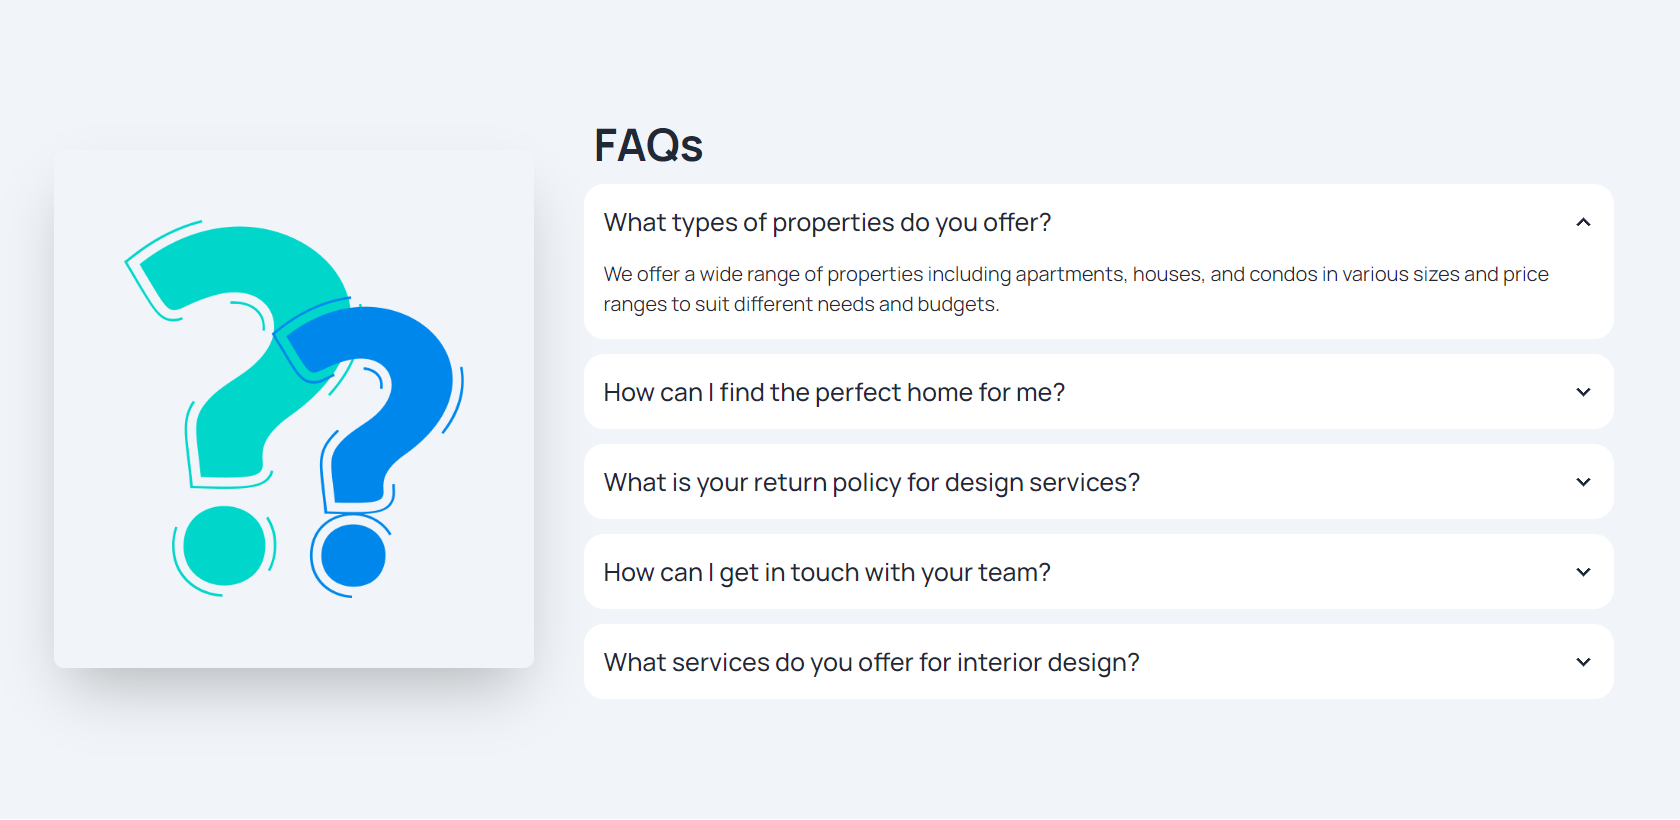 FAQs
What types of properties do you offer?
We offer a wide range of properties including apartments, houses, and condos in various sizes and price
ranges to suit different needs and budgets.
How can I find the perfect home for me?
What is your return policy for design services?
How can I get in touch with your team?
What services do you offer for interior design?